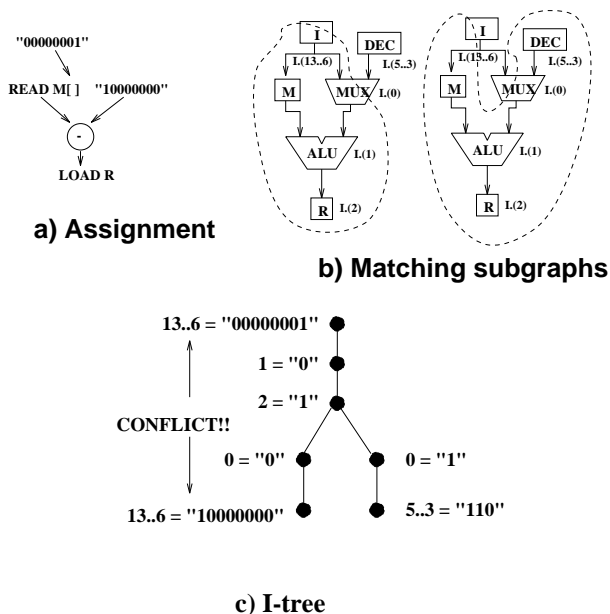 "00000001"
READ M[ ]
"10000000"
-
LOAD R
a) Assignment
I
DEC
I.(13..6)
I.(5..3)
M
MUX
I.(0)
ALU
I.(1)
R
I.(2)
I
DEC
I.(13..6)
I.(5..3)
M
MUX
I.(0)
ALU
I.(1)
R
I.(2)
b) Matching subgraphs
13..6 = "00000001"
1 = "0"
2 = "1"
CONFLICT!!
0 = "0"
0 = "1"
13..6 = "10000000"
5..3 = "110"
c) I-tree